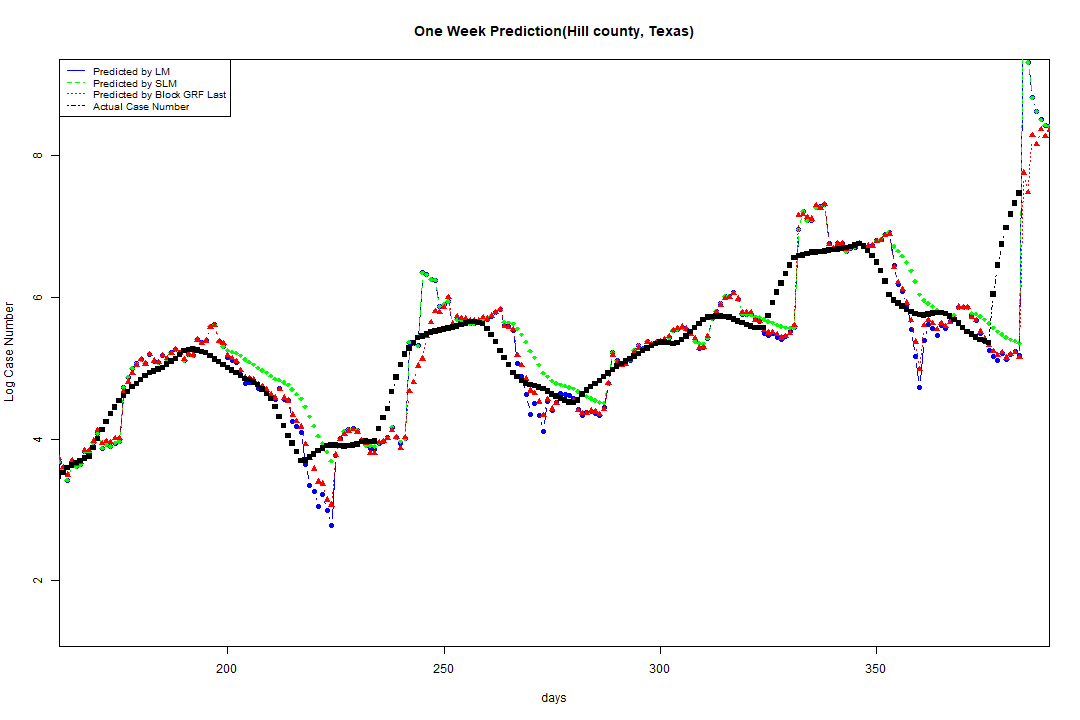 One Week Prediction(Hill county, Texas)
Predicted by LM
Predicted by SLM
Predicted by Block GRF Last
Actual Case Number
8
6
4
2
Log Case Number
200
250
300
350
days